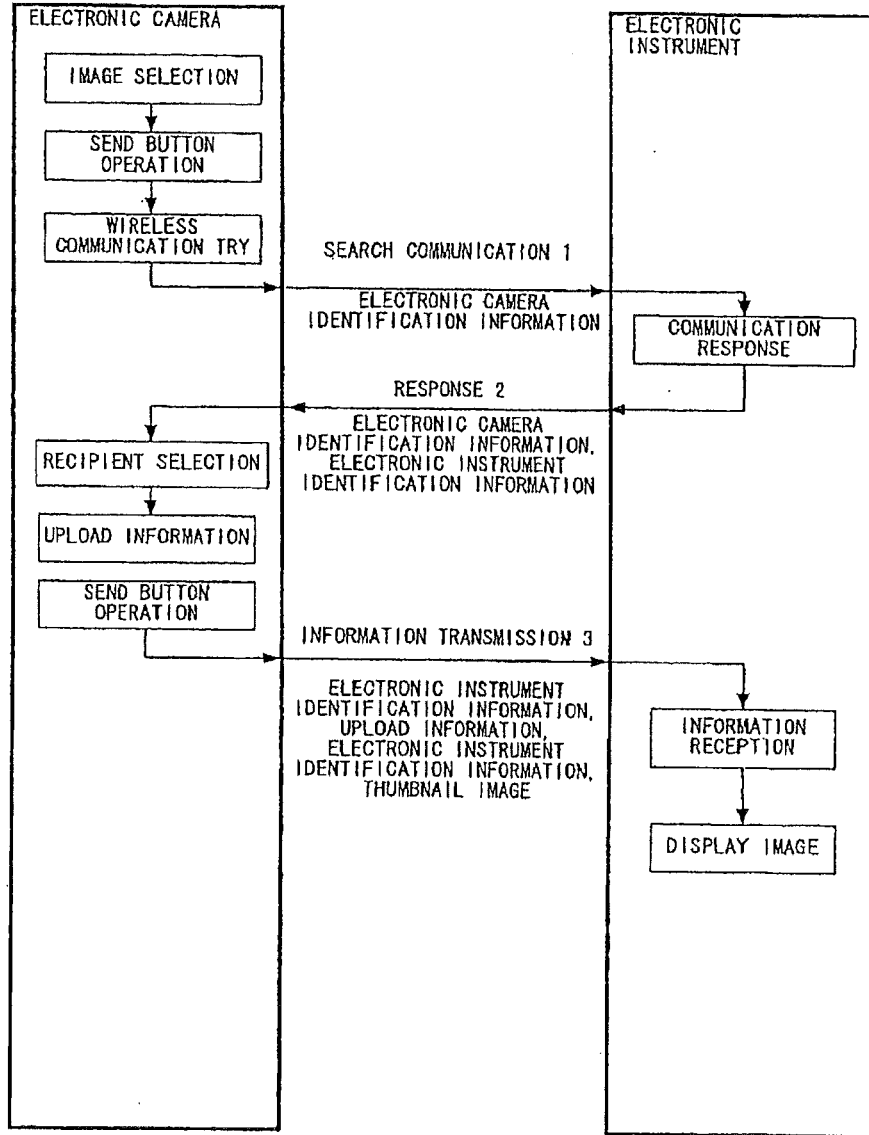 ELECTRONIC CAMERA
ELECTRONIC
INSTRUMENT
IMAGE SELECTION
SEND BUTTON
OPERATION
WIRELESS
COMMUNICATION TRY
SEARCH COMMUNICATION 1
ELECTRONIC CAMERA
IDENTIFICATION INFORMATION
COMMUNICATION
RESPONSE
RESPONSE 2
ELECTRONIC CAMERA
IDENTIFICATION INFORMATION,
ELECTRONIC INSTRUMENT
IDENTIFICATION INFORMATION
RECIPIENT SELECTION
UPLOAD INFORMATION
SEND BUTTON
OPERATION
INFORMATION TRANSMISSION 3
ELECTRONIC INSTRUMENT
IDENTIFICATION INFORMATION,
UPLOAD INFORMATION,
ELECTRONIC INSTRUMENT
IDENTIFICATION INFORMATION,
THUMBNAIL IMAGE
INFORMATION
RECEPTION
DISPLAY IMAGE